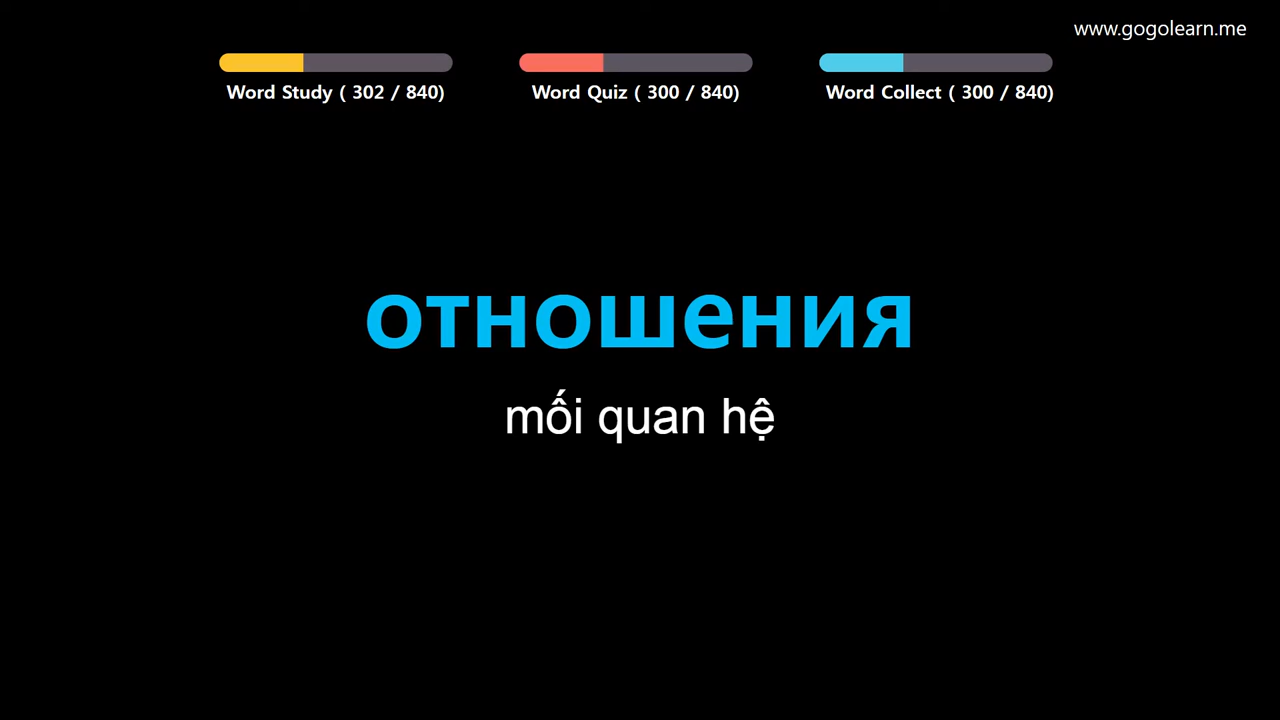 www.gogolearn.me
Word Study ( 302 / 840)
Word Quiz ( 300 / 840)
Word Collect ( 300 / 840)
отношения
mối quan hệ